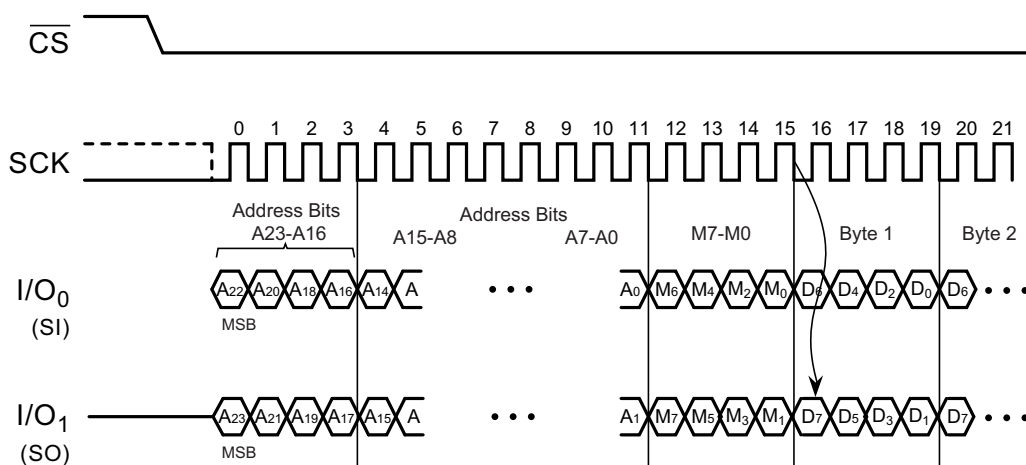 CS
0 1 2 3 4 5 6 7 8 9 10 11 12 13 14 15 16 17 18 19 20 21
SCK
Address Bits
A23-A16
Address Bits
A15-A8 A7-A0 M7-M0 Byte 1 Byte 2
I/O0
(SI)
A22 A20 A18 A16 A14 A • • • A0 M6 M4 M2 M0 D6 D4 D2 D0 D6 • • •
MSB
I/O1
(SO)
A23 A21 A19 A17 A15 A • • • A1 M7 M5 M3 M1 D7 D5 D3 D1 D7 • • •
MSB